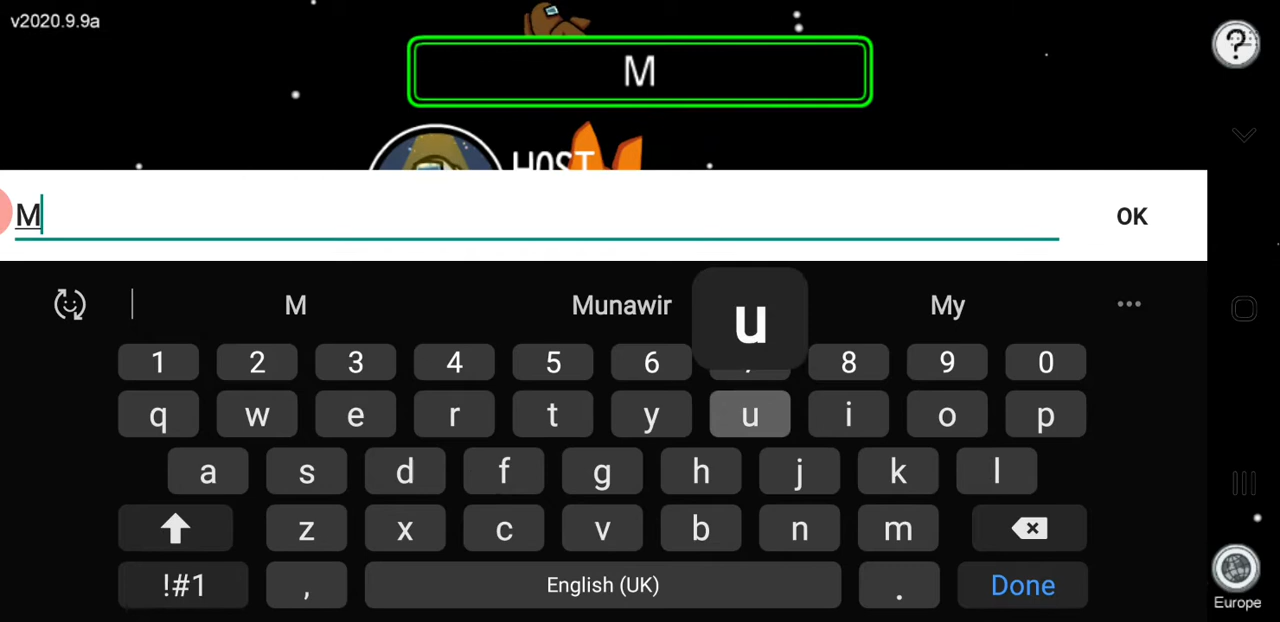 v2020.9.9a
M
HOST
M
OK
M Munawir My
u
1 2 3 4 5 6 8 9 0
q w e r t y u i o p
a s d f g h j k l
z x c v b n m
!#1 , English (UK) . Done
Europe